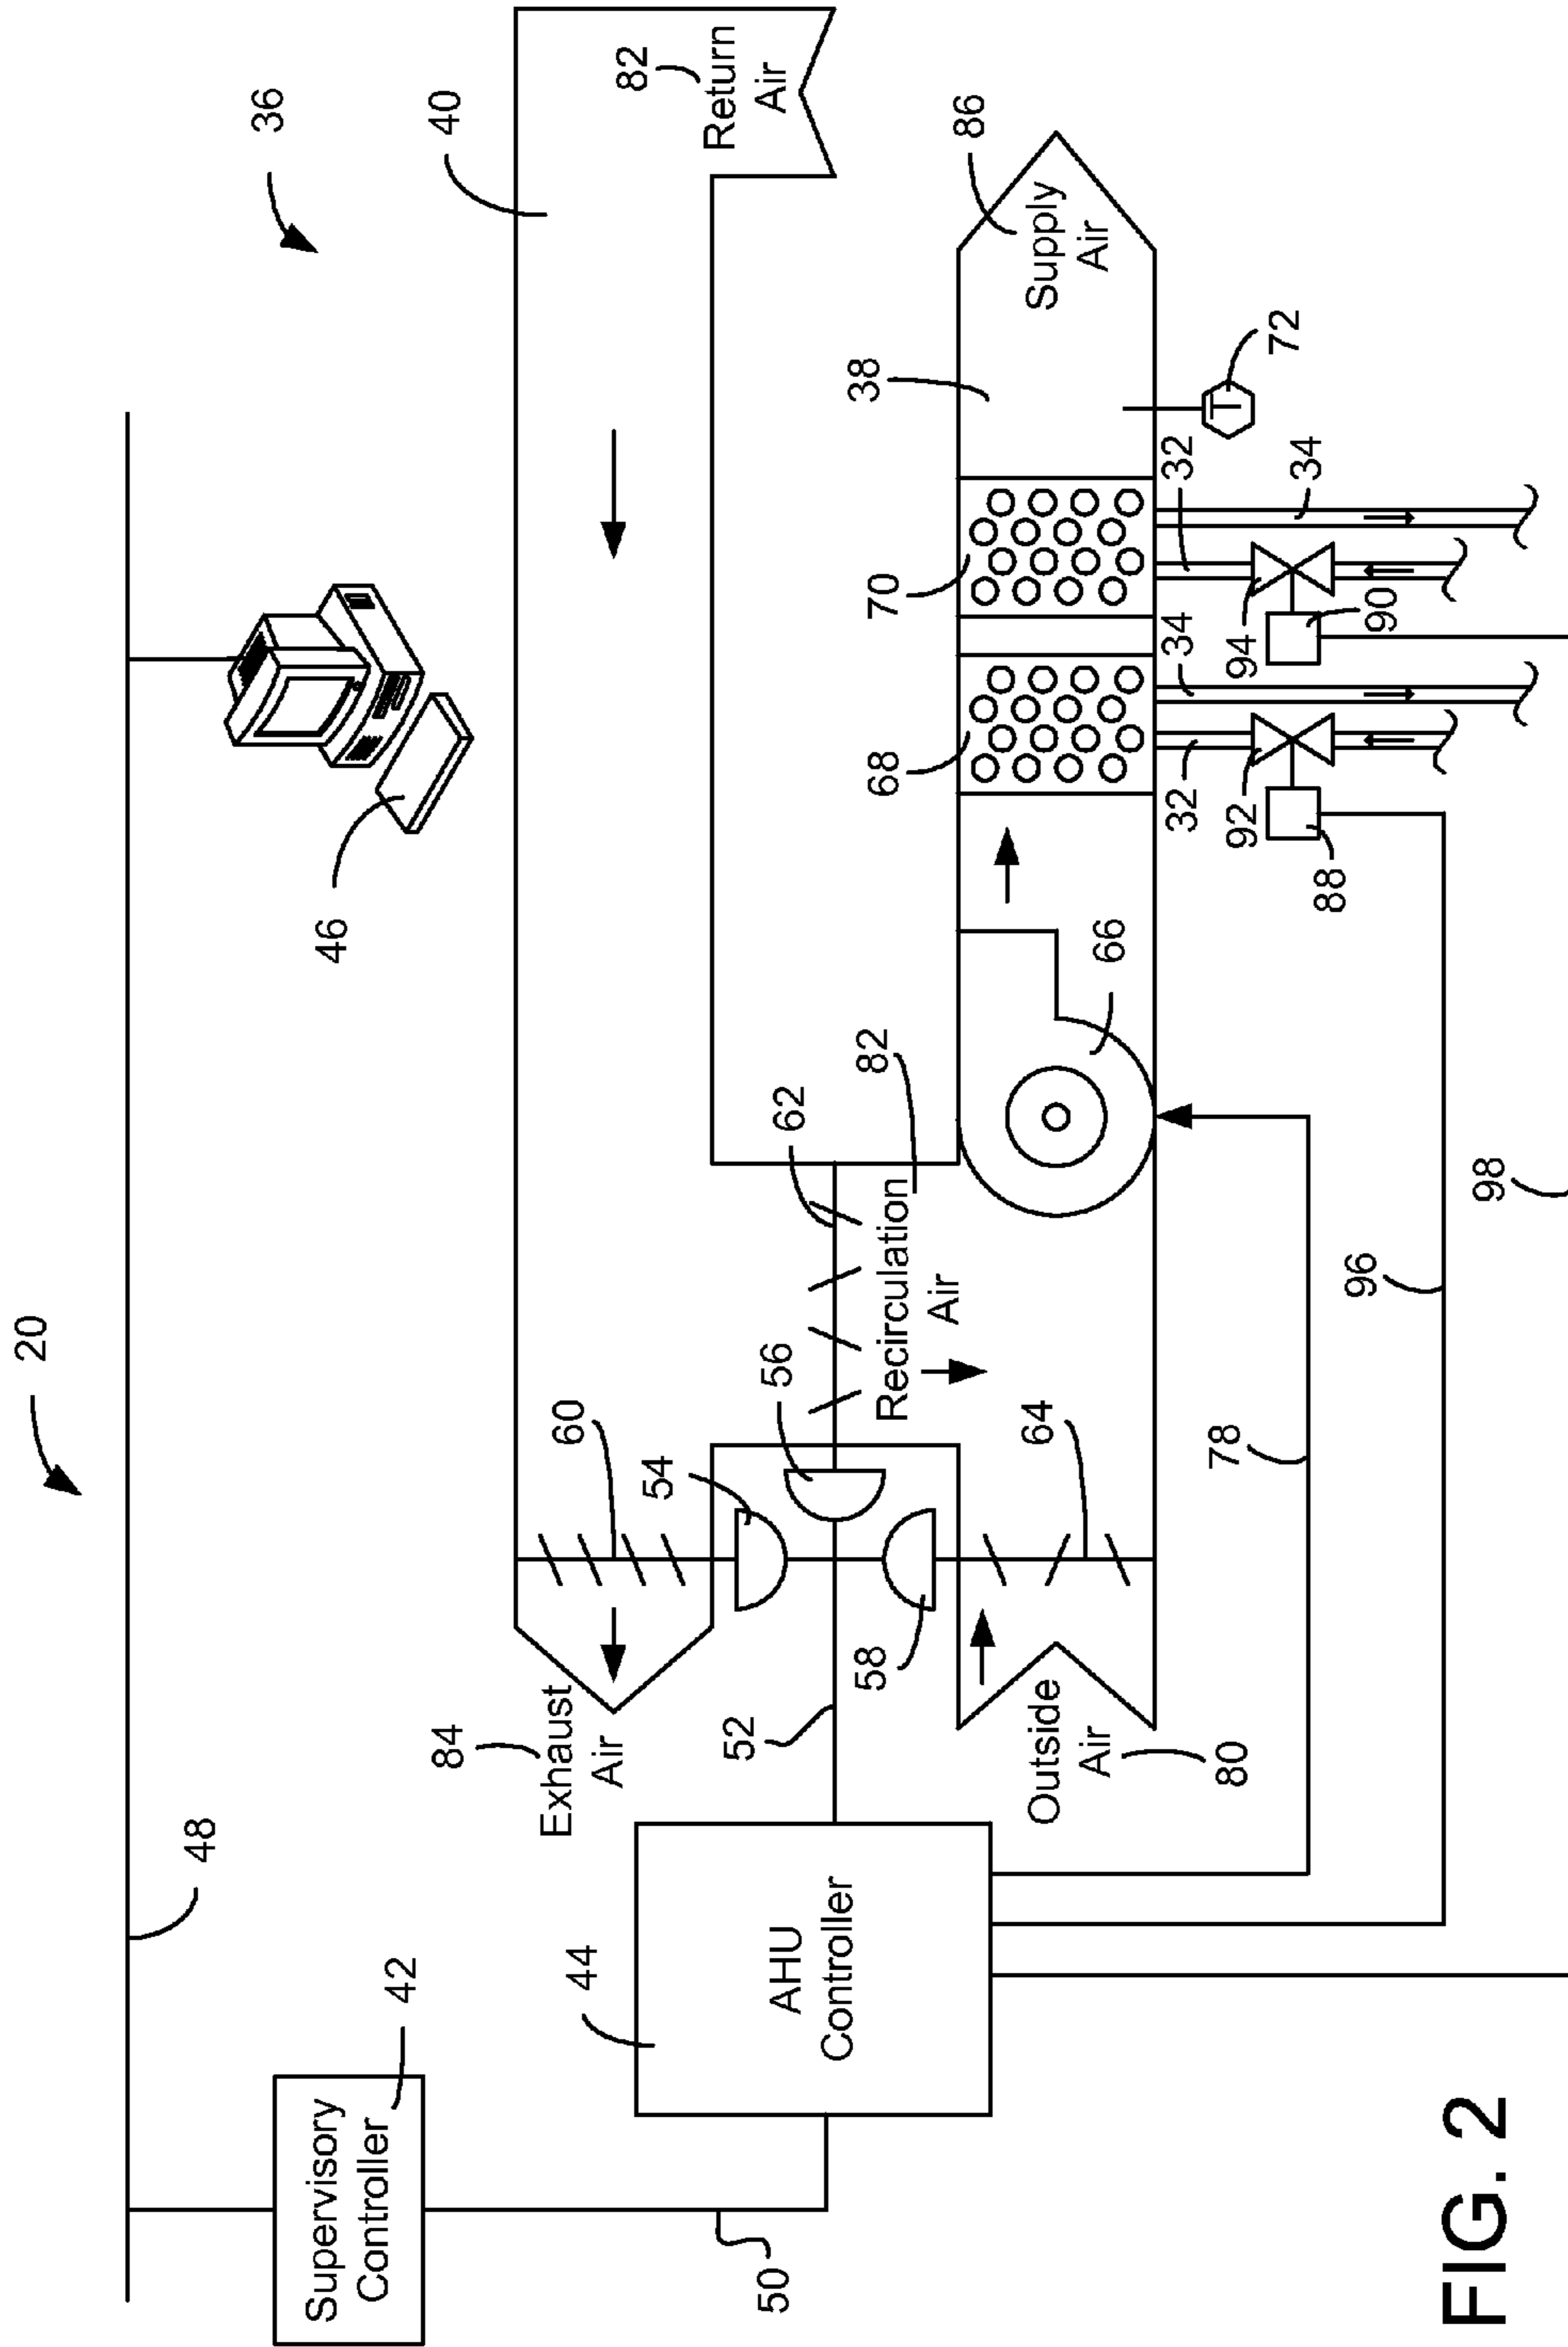 20
36
48
46
40
Supervisory
Controller
42
50
44
AHU
Controller
84
Exhaust
Air
60
54
56
62
Recirculation
Air
82
82
Return
Air
52
58
Outside
Air
80
64
66
68
70
38
Supply
Air
86
72
T
32
34
32
34
92
94
88
90
78
96
98
FIG. 2